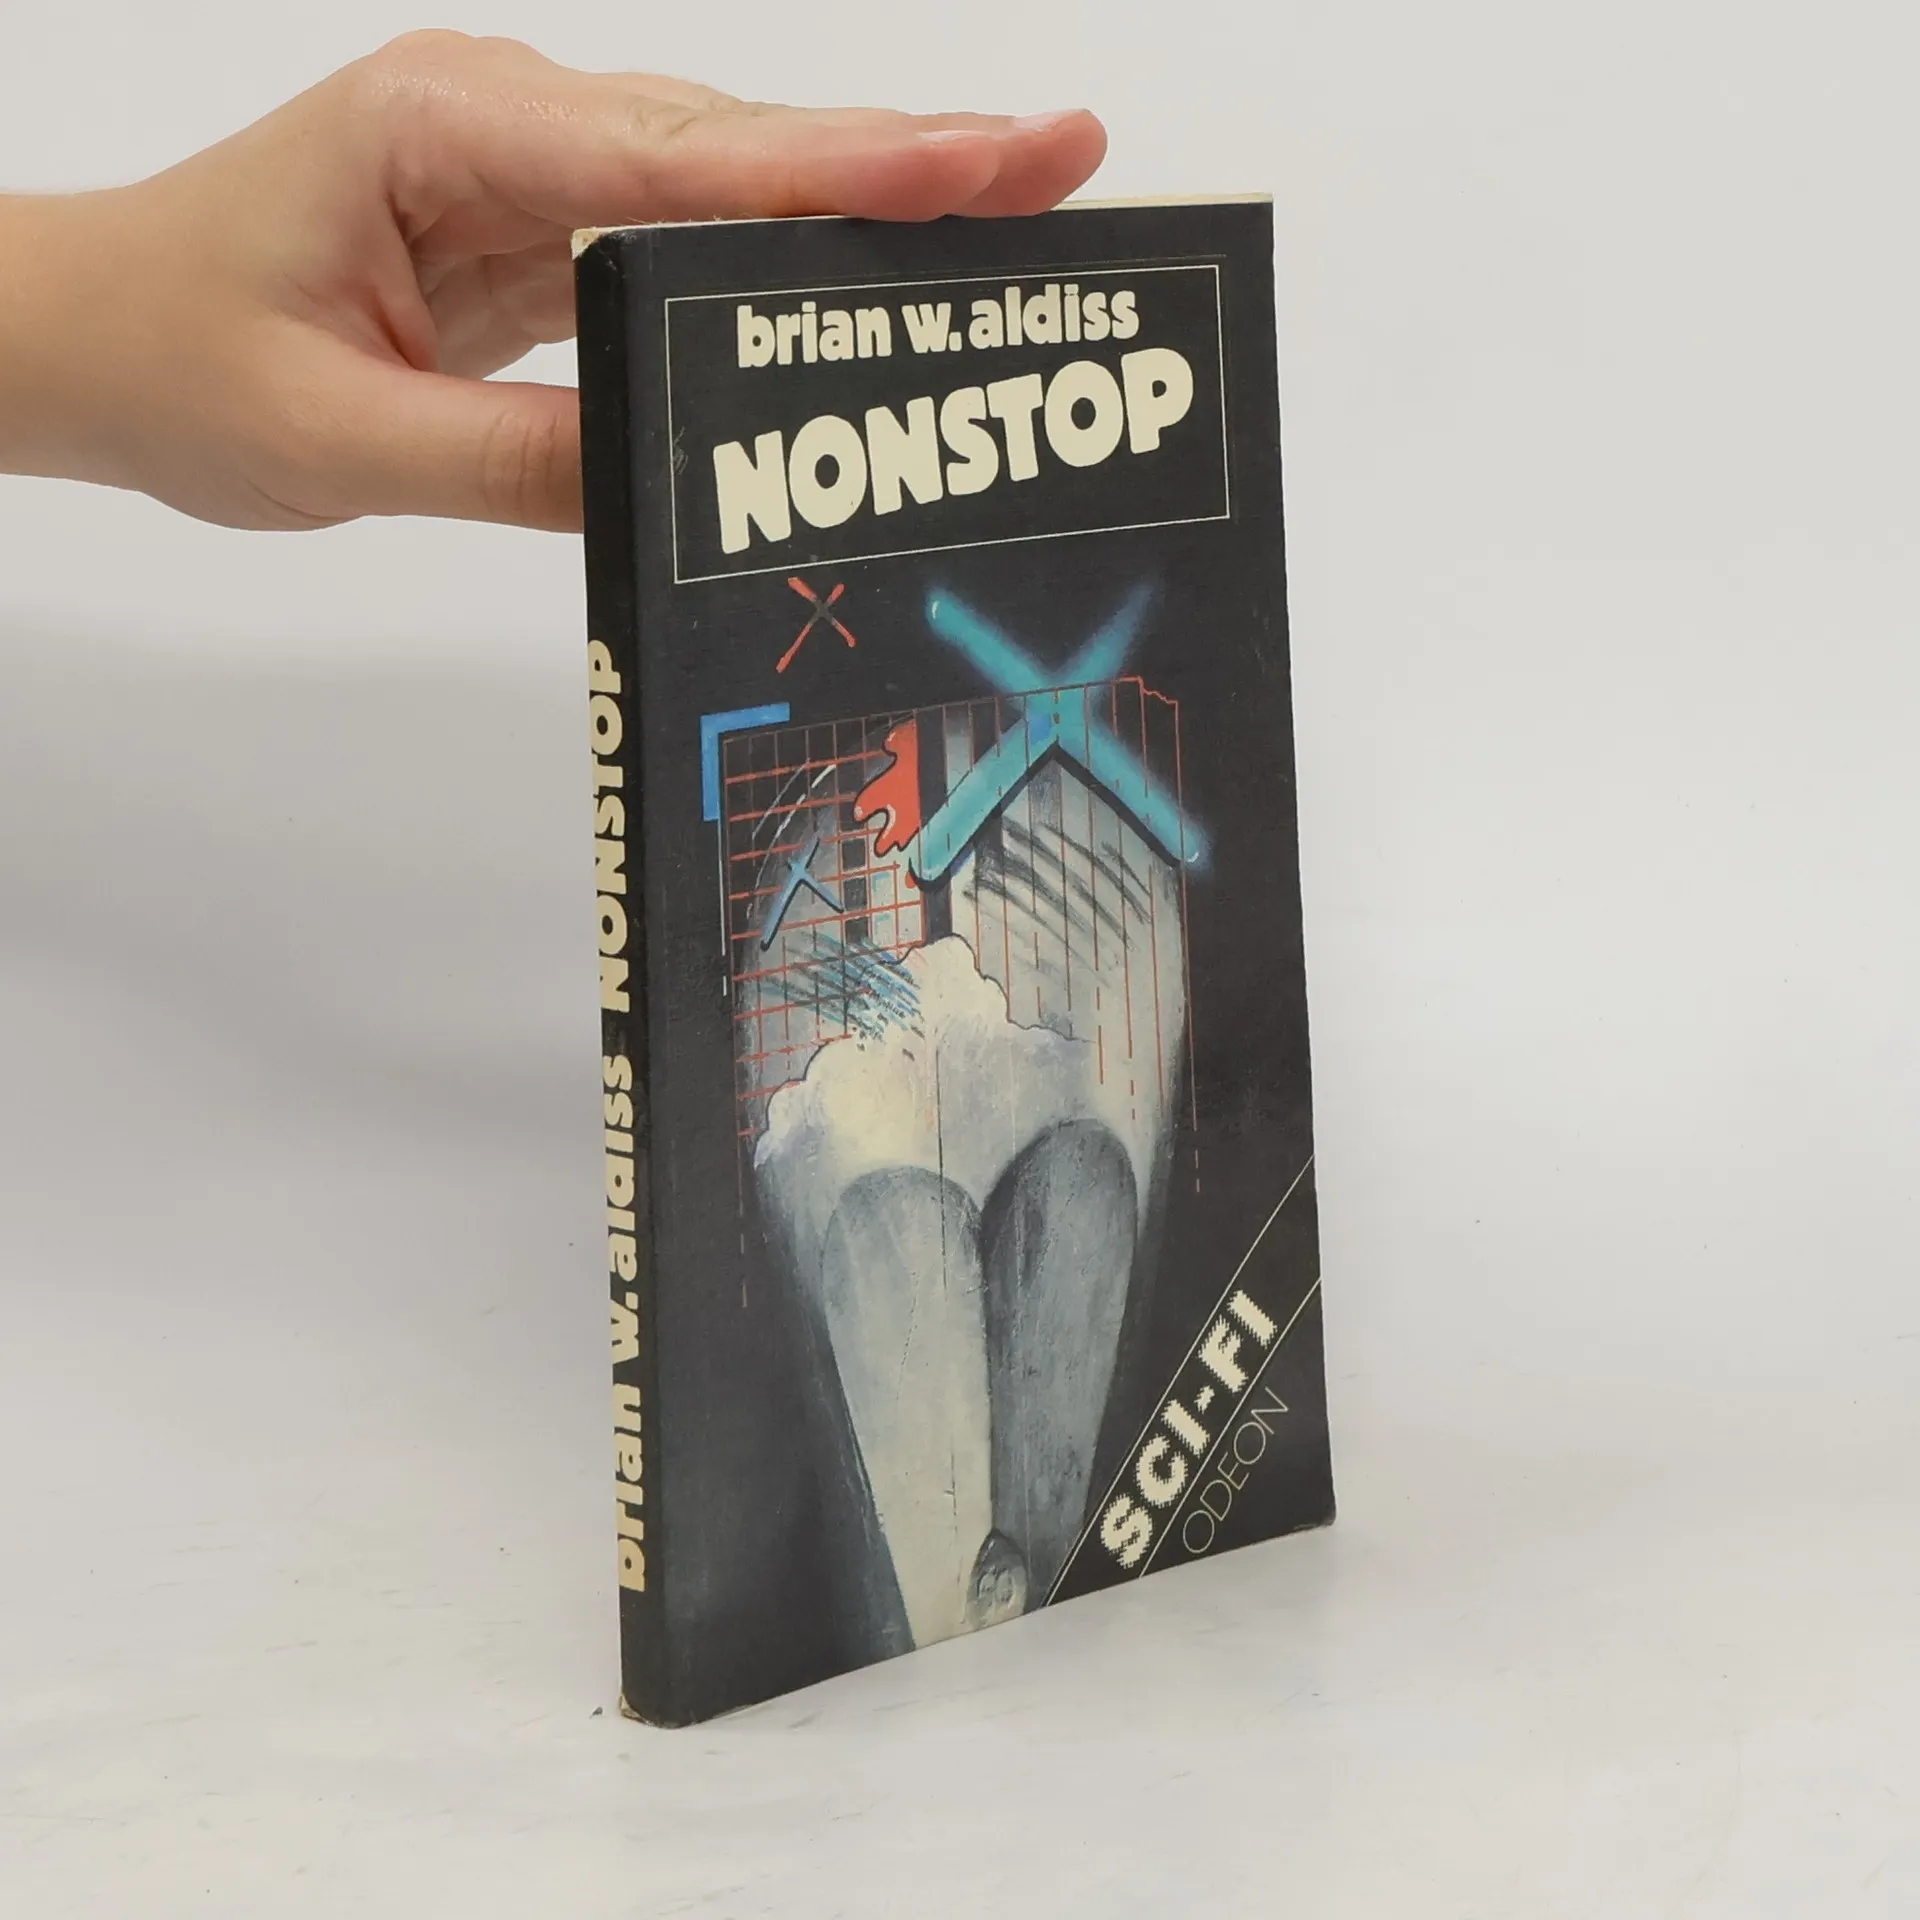 brian w. aldiss
NONSTOP
SCI-FI
ODEON
brian w. aldiss NONSTOP